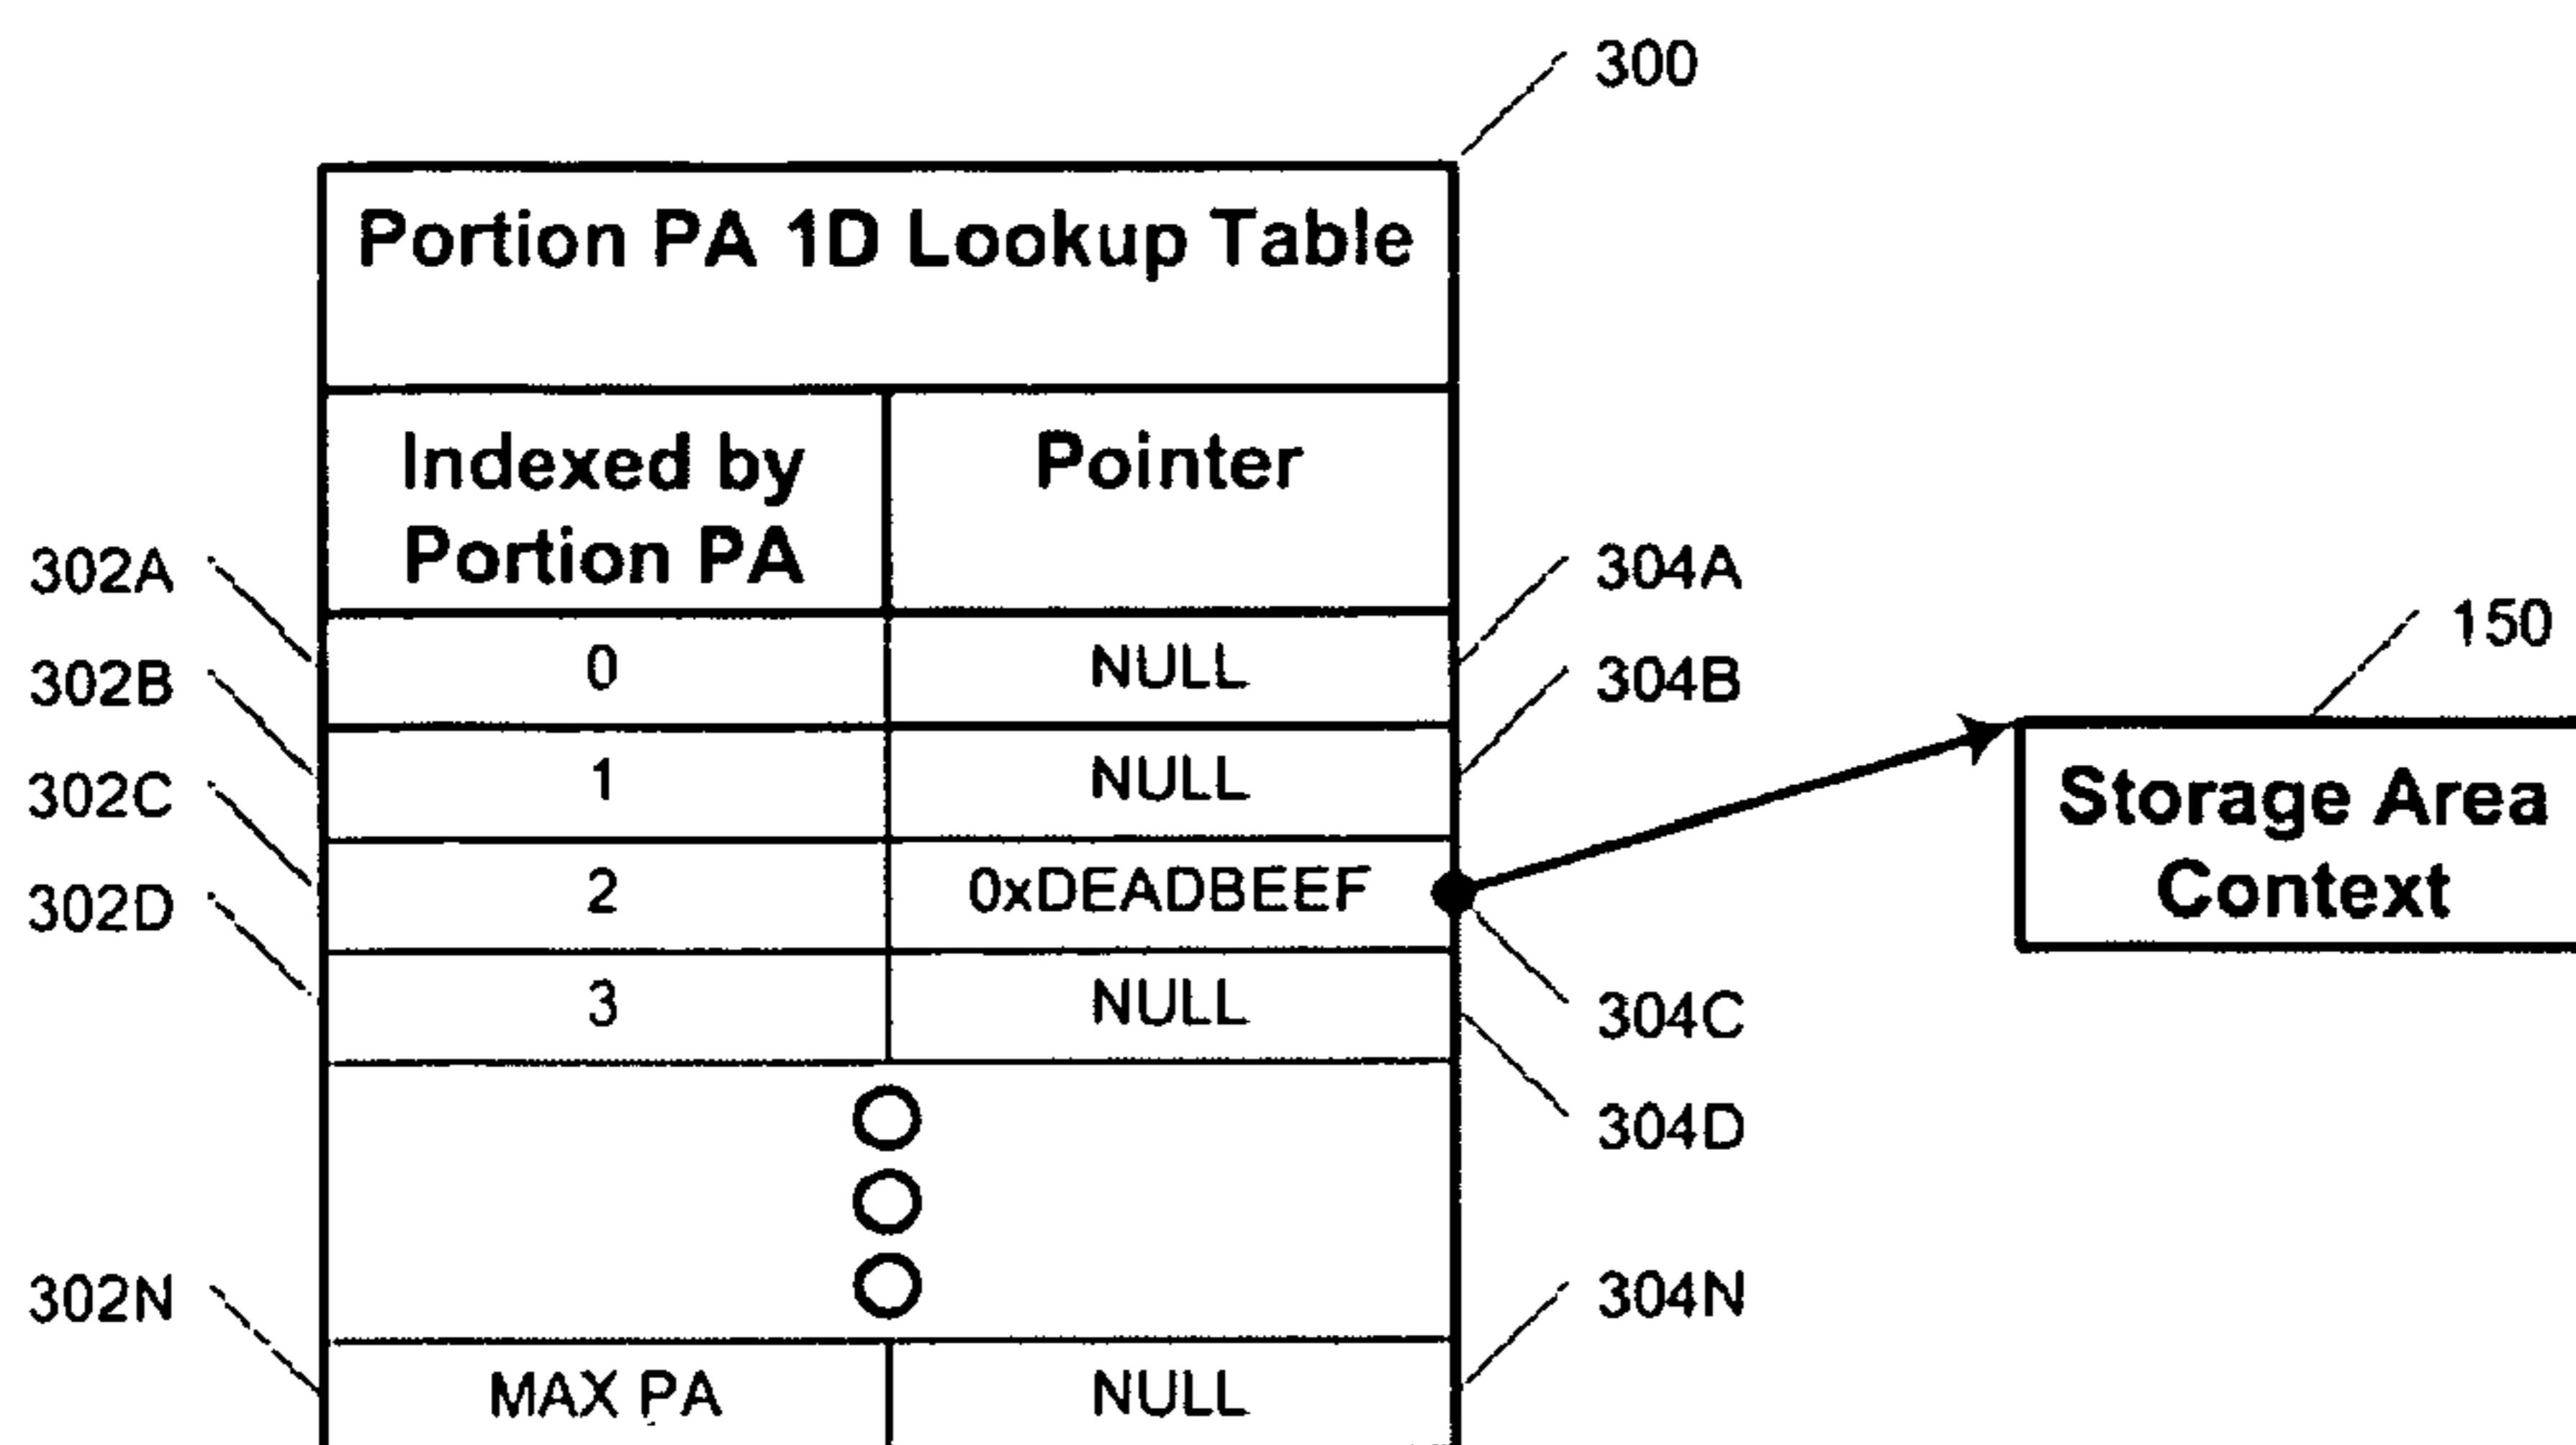 300
Portion PA 1D Lookup Table
Indexed by
Portion PA
Pointer
302A
304A
0
NULL
150
302B
304B
1
NULL
Storage Area
Context
302C
2
0xDEADBEEF
302D
304C
3
NULL
304D
302N
304N
MAX PA
NULL